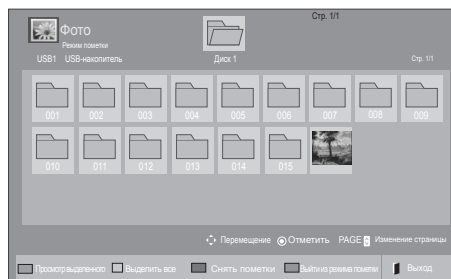 Стр. 1/1
Фото
Режим пометки
USB1 USB-накопитель Диск 1 Стр. 1/1
001 002 003 004 005 006 007 008 009
010 011 012 013 014 015
Перемещение Отметить PAGE Изменение страницы
Просмотр выделенного Выделить все Снять пометки Выйти из режима пометки Выход